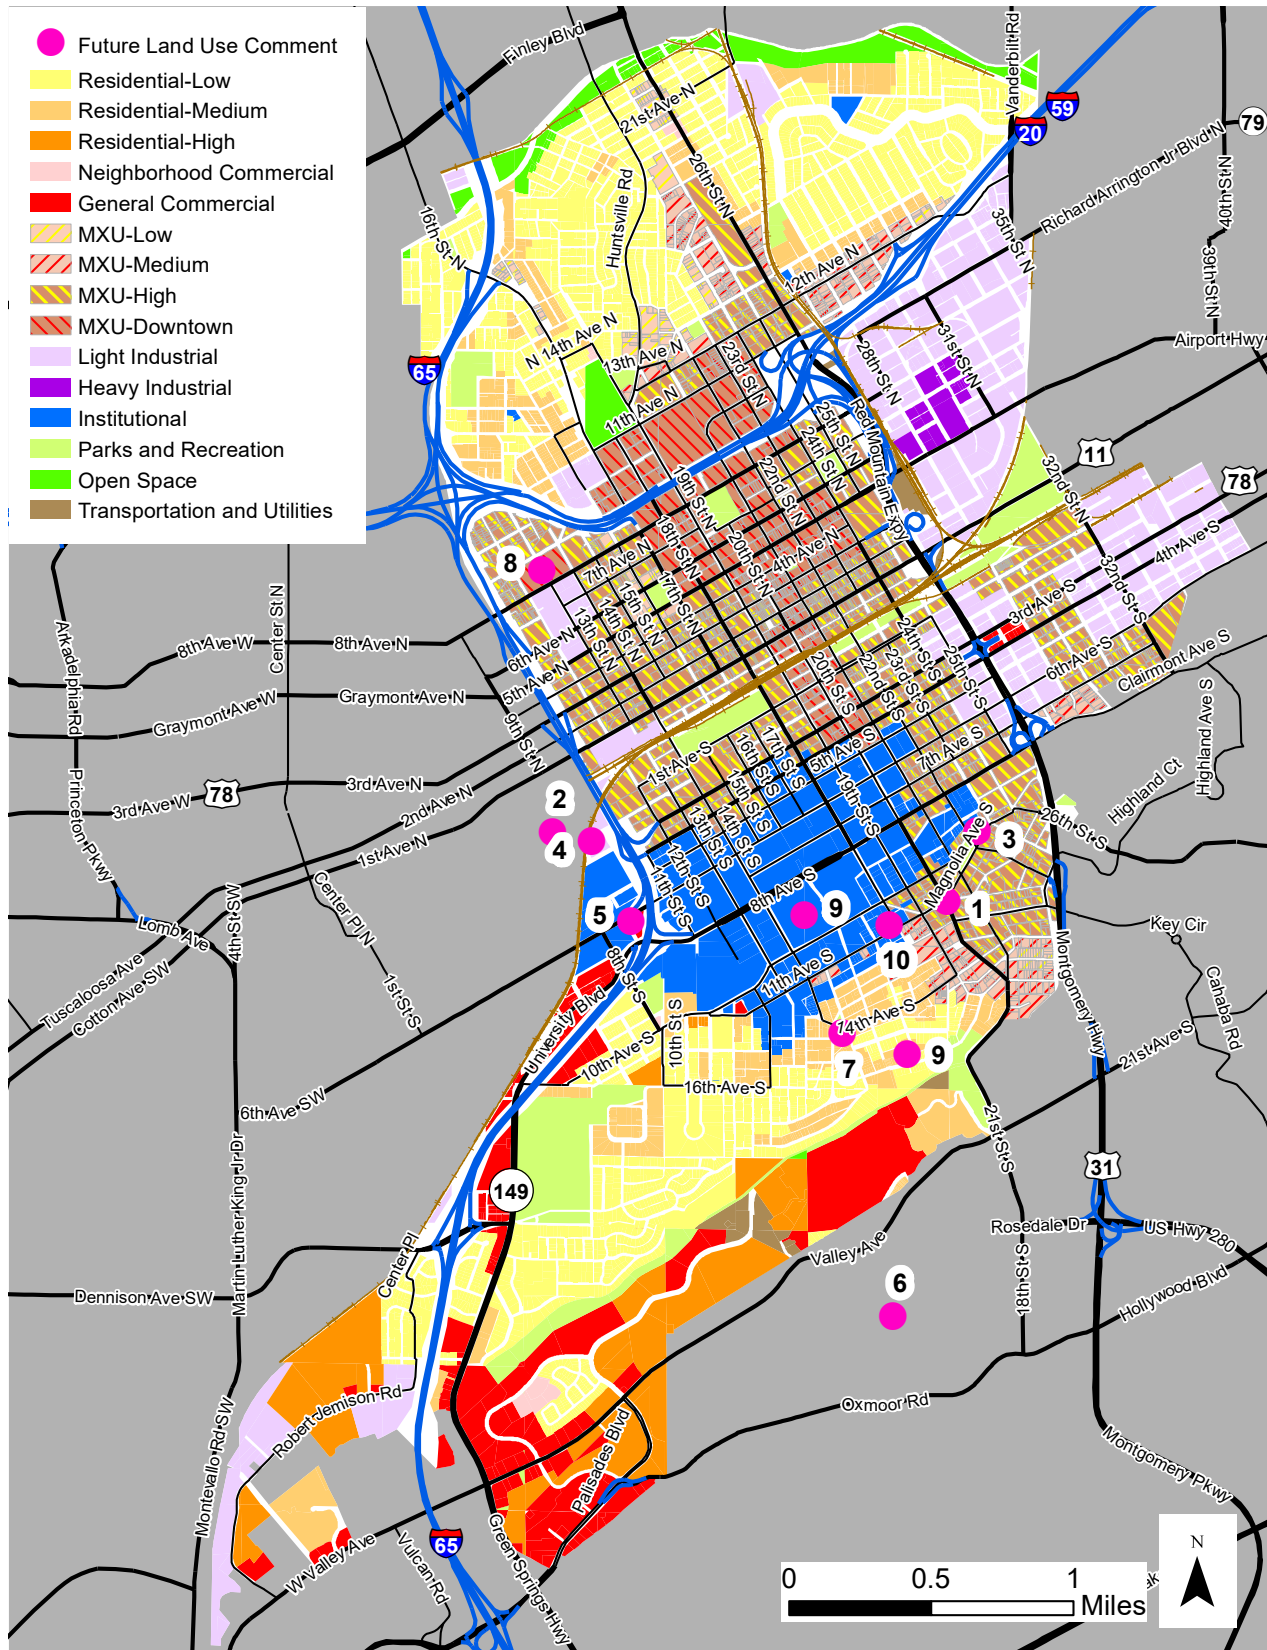 Future Land Use Comment
Residential-Low
Residential-Medium
Residential-High
Neighborhood Commercial
General Commercial
MXU-Low
MXU-Medium
MXU-High
MXU-Downtown
Light Industrial
Heavy Industrial
Institutional
Parks and Recreation
Open Space
Transportation and Utilities
Finley Blvd
Vanderbilt Rd
59
20
79
21st Ave N
26th St N
Huntsville Rd
16th St N
Richard Arrington Jr Blvd N
40th St N
39th St N
35th St N
12th Ave N
N 14th Ave N
13th Ave N
23rd St N
28th St N
31st St N
Airport Hwy
65
11th Ave N
25th St N
24th St N
Red Mountain Expy
11
78
32nd St N
19th St N
22nd St N
18th St N
20th St N
4th Ave N
7th Ave N
8
17th St N
15th St N
14th St N
13th St N
6th Ave N
5th Ave N
4th Ave S
3rd Ave S
32nd St S
6th Ave S
Clairmont Ave S
Center St N
8th Ave W
8th Ave N
Arkadelphia Rd
Graymont Ave W
Graymont Ave N
9th St N
24th St S
25th St S
23rd St S
22nd St S
20th St S
Highland Ave S
Highland Ct
3rd Ave N
3rd Ave W
78
2nd Ave N
1st Ave N
Princeton Pkwy
1st Ave S
17th St S
16th St S
15th St S
14th St S
13th St S
12th St S
11th St S
5th Ave S
7th Ave S
19th St S
8th Ave S
Magnolia Ave S
26th St S
2
4
3
1
5
9
10
Key Cir
Cahaba Rd
Lomb Ave
4th St SW
Center Pl N
1st St S
Tuscaloosa Ave
Cotton Ave SW
8th St S
University Blvd
11th Ave S
14th Ave S
10th Ave S
10th St S
16th Ave S
7
9
Montgomery Hwy
21st Ave S
6th Ave SW
Martin Luther King Jr Dr
149
21st St S
31
Rosedale Dr
US Hwy 280
Hollywood Blvd
18th St S
Valley Ave
6
Center Pl
Dennison Ave SW
Oxmoor Rd
Robert Jemison Rd
Montevallo Rd SW
Palisades Blvd
Montgomery Pkwy
W Valley Ave
Vulcan Rd
65
Green Springs Hwy
N
0
0.5
1
Miles